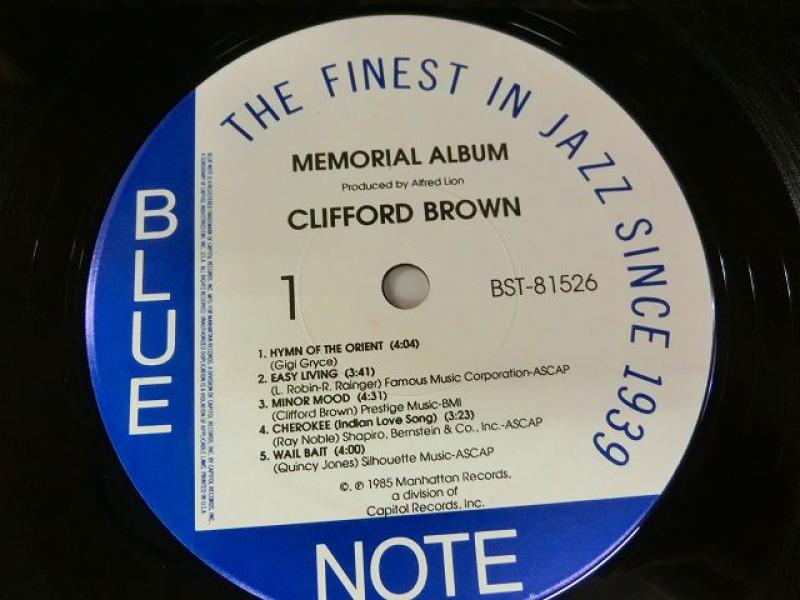 THE FINEST IN JAZZ SINCE 1939
MEMORIAL ALBUM
Produced by Alfred Lion
CLIFFORD BROWN
1
BST-81526
1. HYMN OF THE ORIENT (4:04)
(Gigi Gryce)
2. EASY LIVING (3:41)
(L. Robin-R. Rainger) Famous Music Corporation-ASCAP
3. MINOR MOOD (4:31)
(Clifford Brown) Prestige Music-BMI
4. CHEROKEE (Indian Love Song) (3:23)
(Ray Noble) Shapiro, Bernstein & Co., Inc.-ASCAP
5. WAIL BAIT (4:00)
(Quincy Jones) Silhouette Music-ASCAP
©, ℗ 1985 Manhattan Records,
a division of
Capitol Records, Inc.
BLUE
NOTE